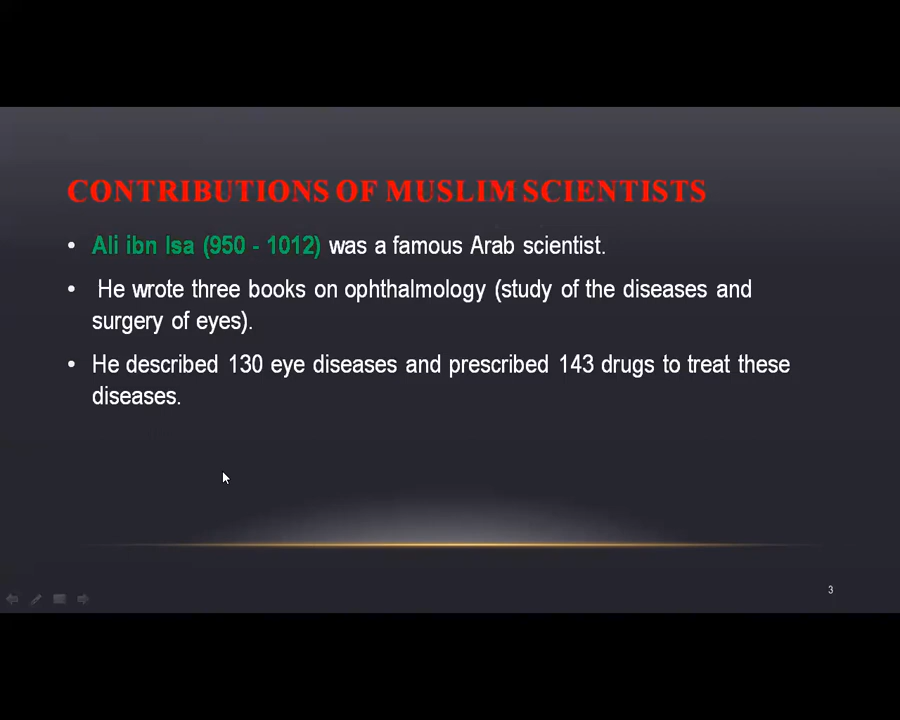 CONTRIBUTIONS OF MUSLIM SCIENTISTS
• Ali ibn Isa (950 - 1012) was a famous Arab scientist.
• He wrote three books on ophthalmology (study of the diseases and
surgery of eyes).
• He described 130 eye diseases and prescribed 143 drugs to treat these
diseases.
3